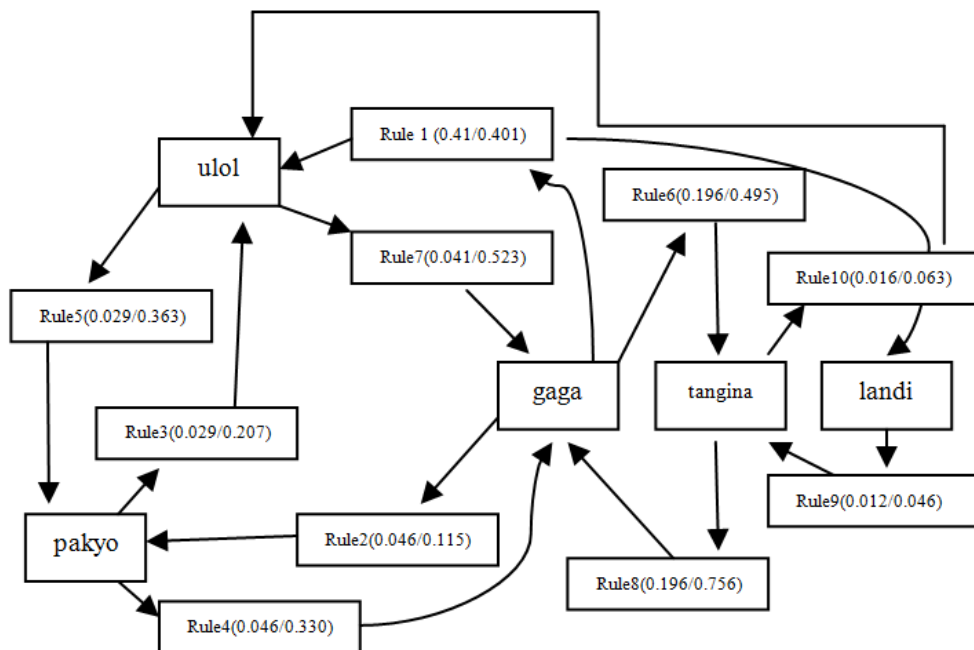 Rule 1 (0.41/0.401)
ulol
Rule6(0.196/0.495)
Rule7(0.041/0.523)
Rule10(0.016/0.063)
Rule5(0.029/0.363)
gaga
tangina
landi
Rule3(0.029/0.207)
Rule9(0.012/0.046)
pakyo
Rule2(0.046/0.115)
Rule8(0.196/0.756)
Rule4(0.046/0.330)